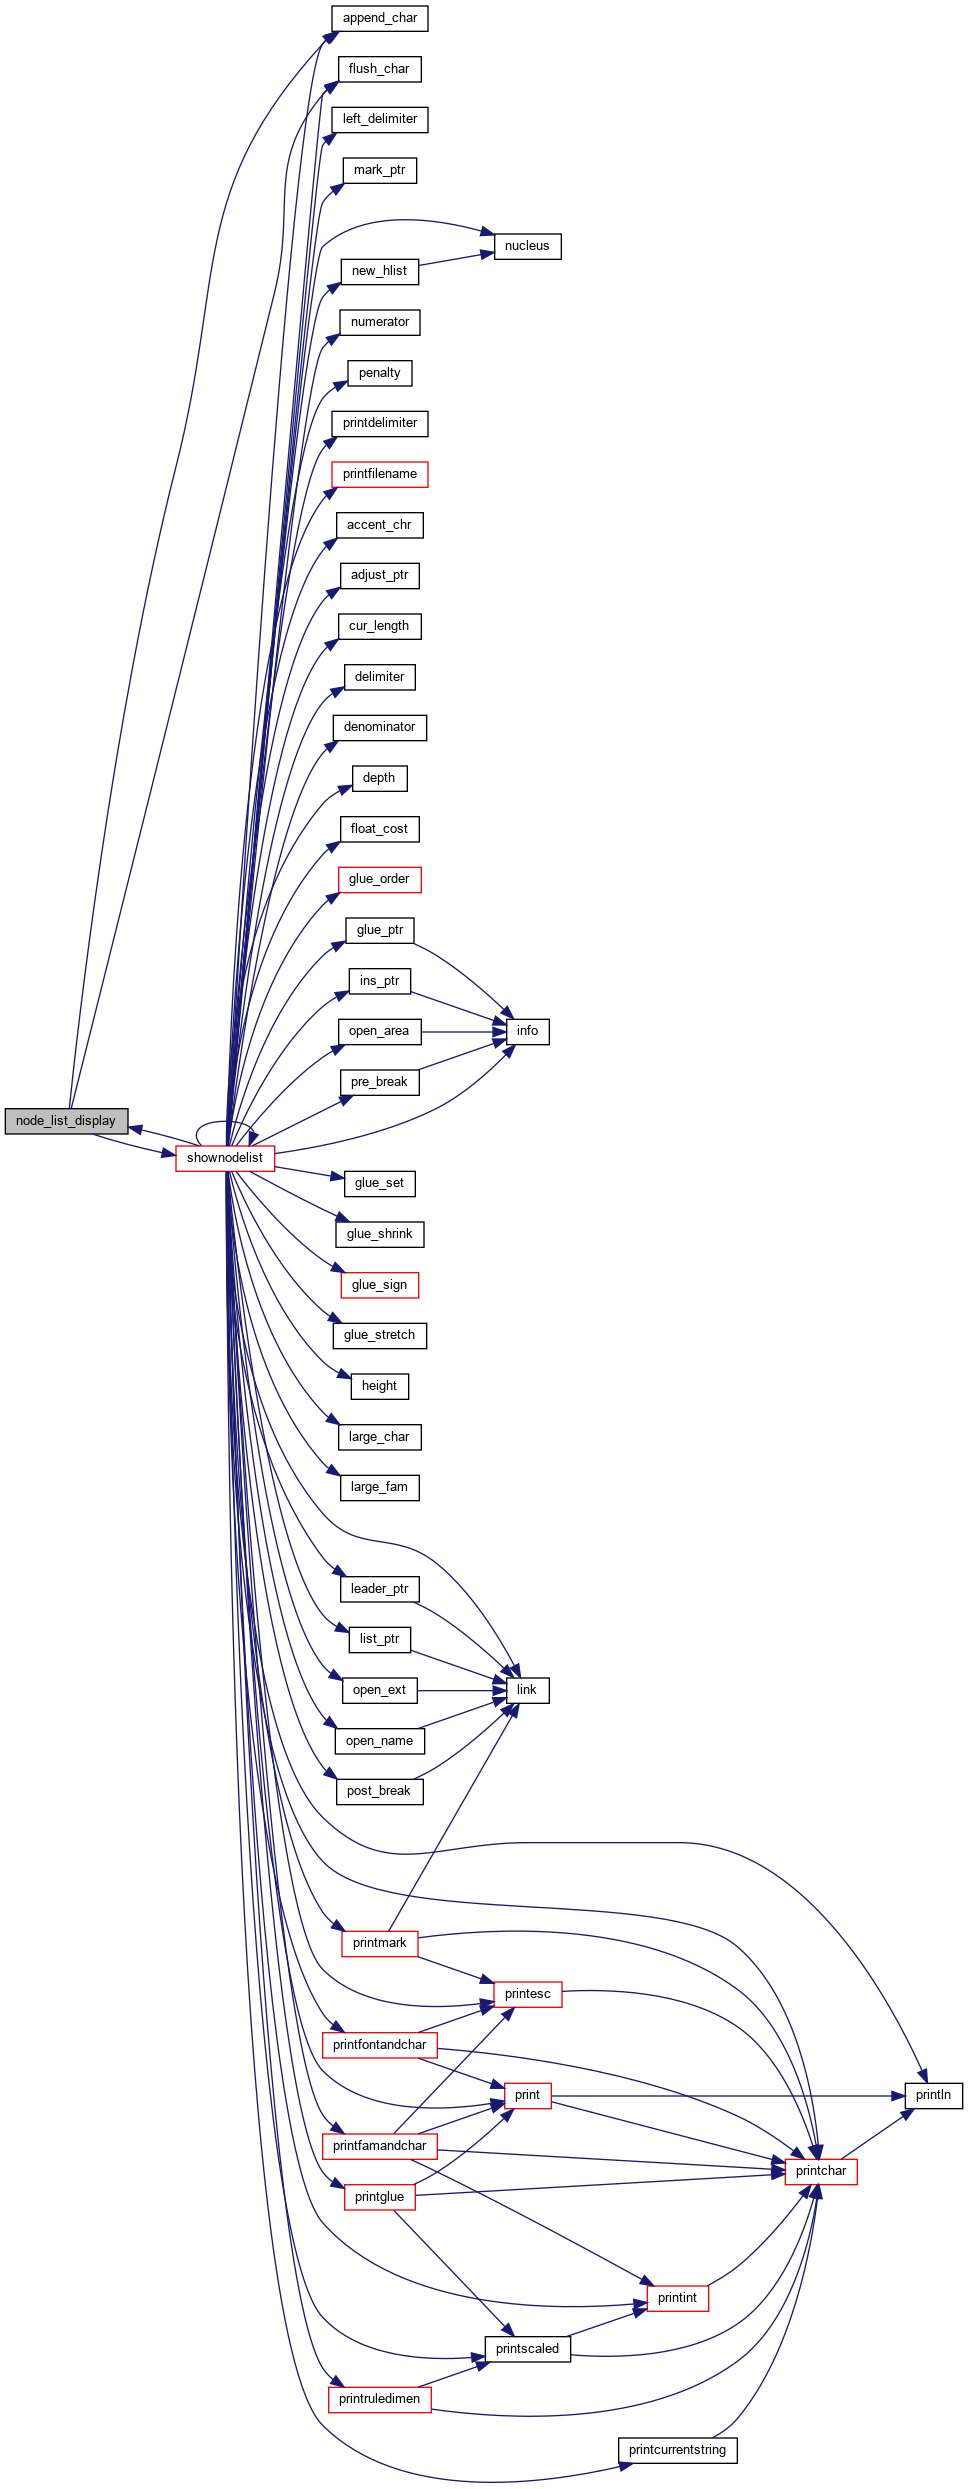 append_char
flush_char
left_delimiter
mark_ptr
nucleus
new_hlist
numerator
penalty
printdelimiter
printfilename
accent_chr
adjust_ptr
cur_length
delimiter
denominator
depth
float_cost
glue_order
glue_ptr
ins_ptr
open_area
info
pre_break
node_list_display
shownodelist
glue_set
glue_shrink
glue_sign
glue_stretch
height
large_char
large_fam
leader_ptr
list_ptr
open_ext
link
open_name
post_break
printmark
printesc
printfontandchar
print
println
printfamandchar
printchar
printglue
printint
printscaled
printruledimen
printcurrentstring